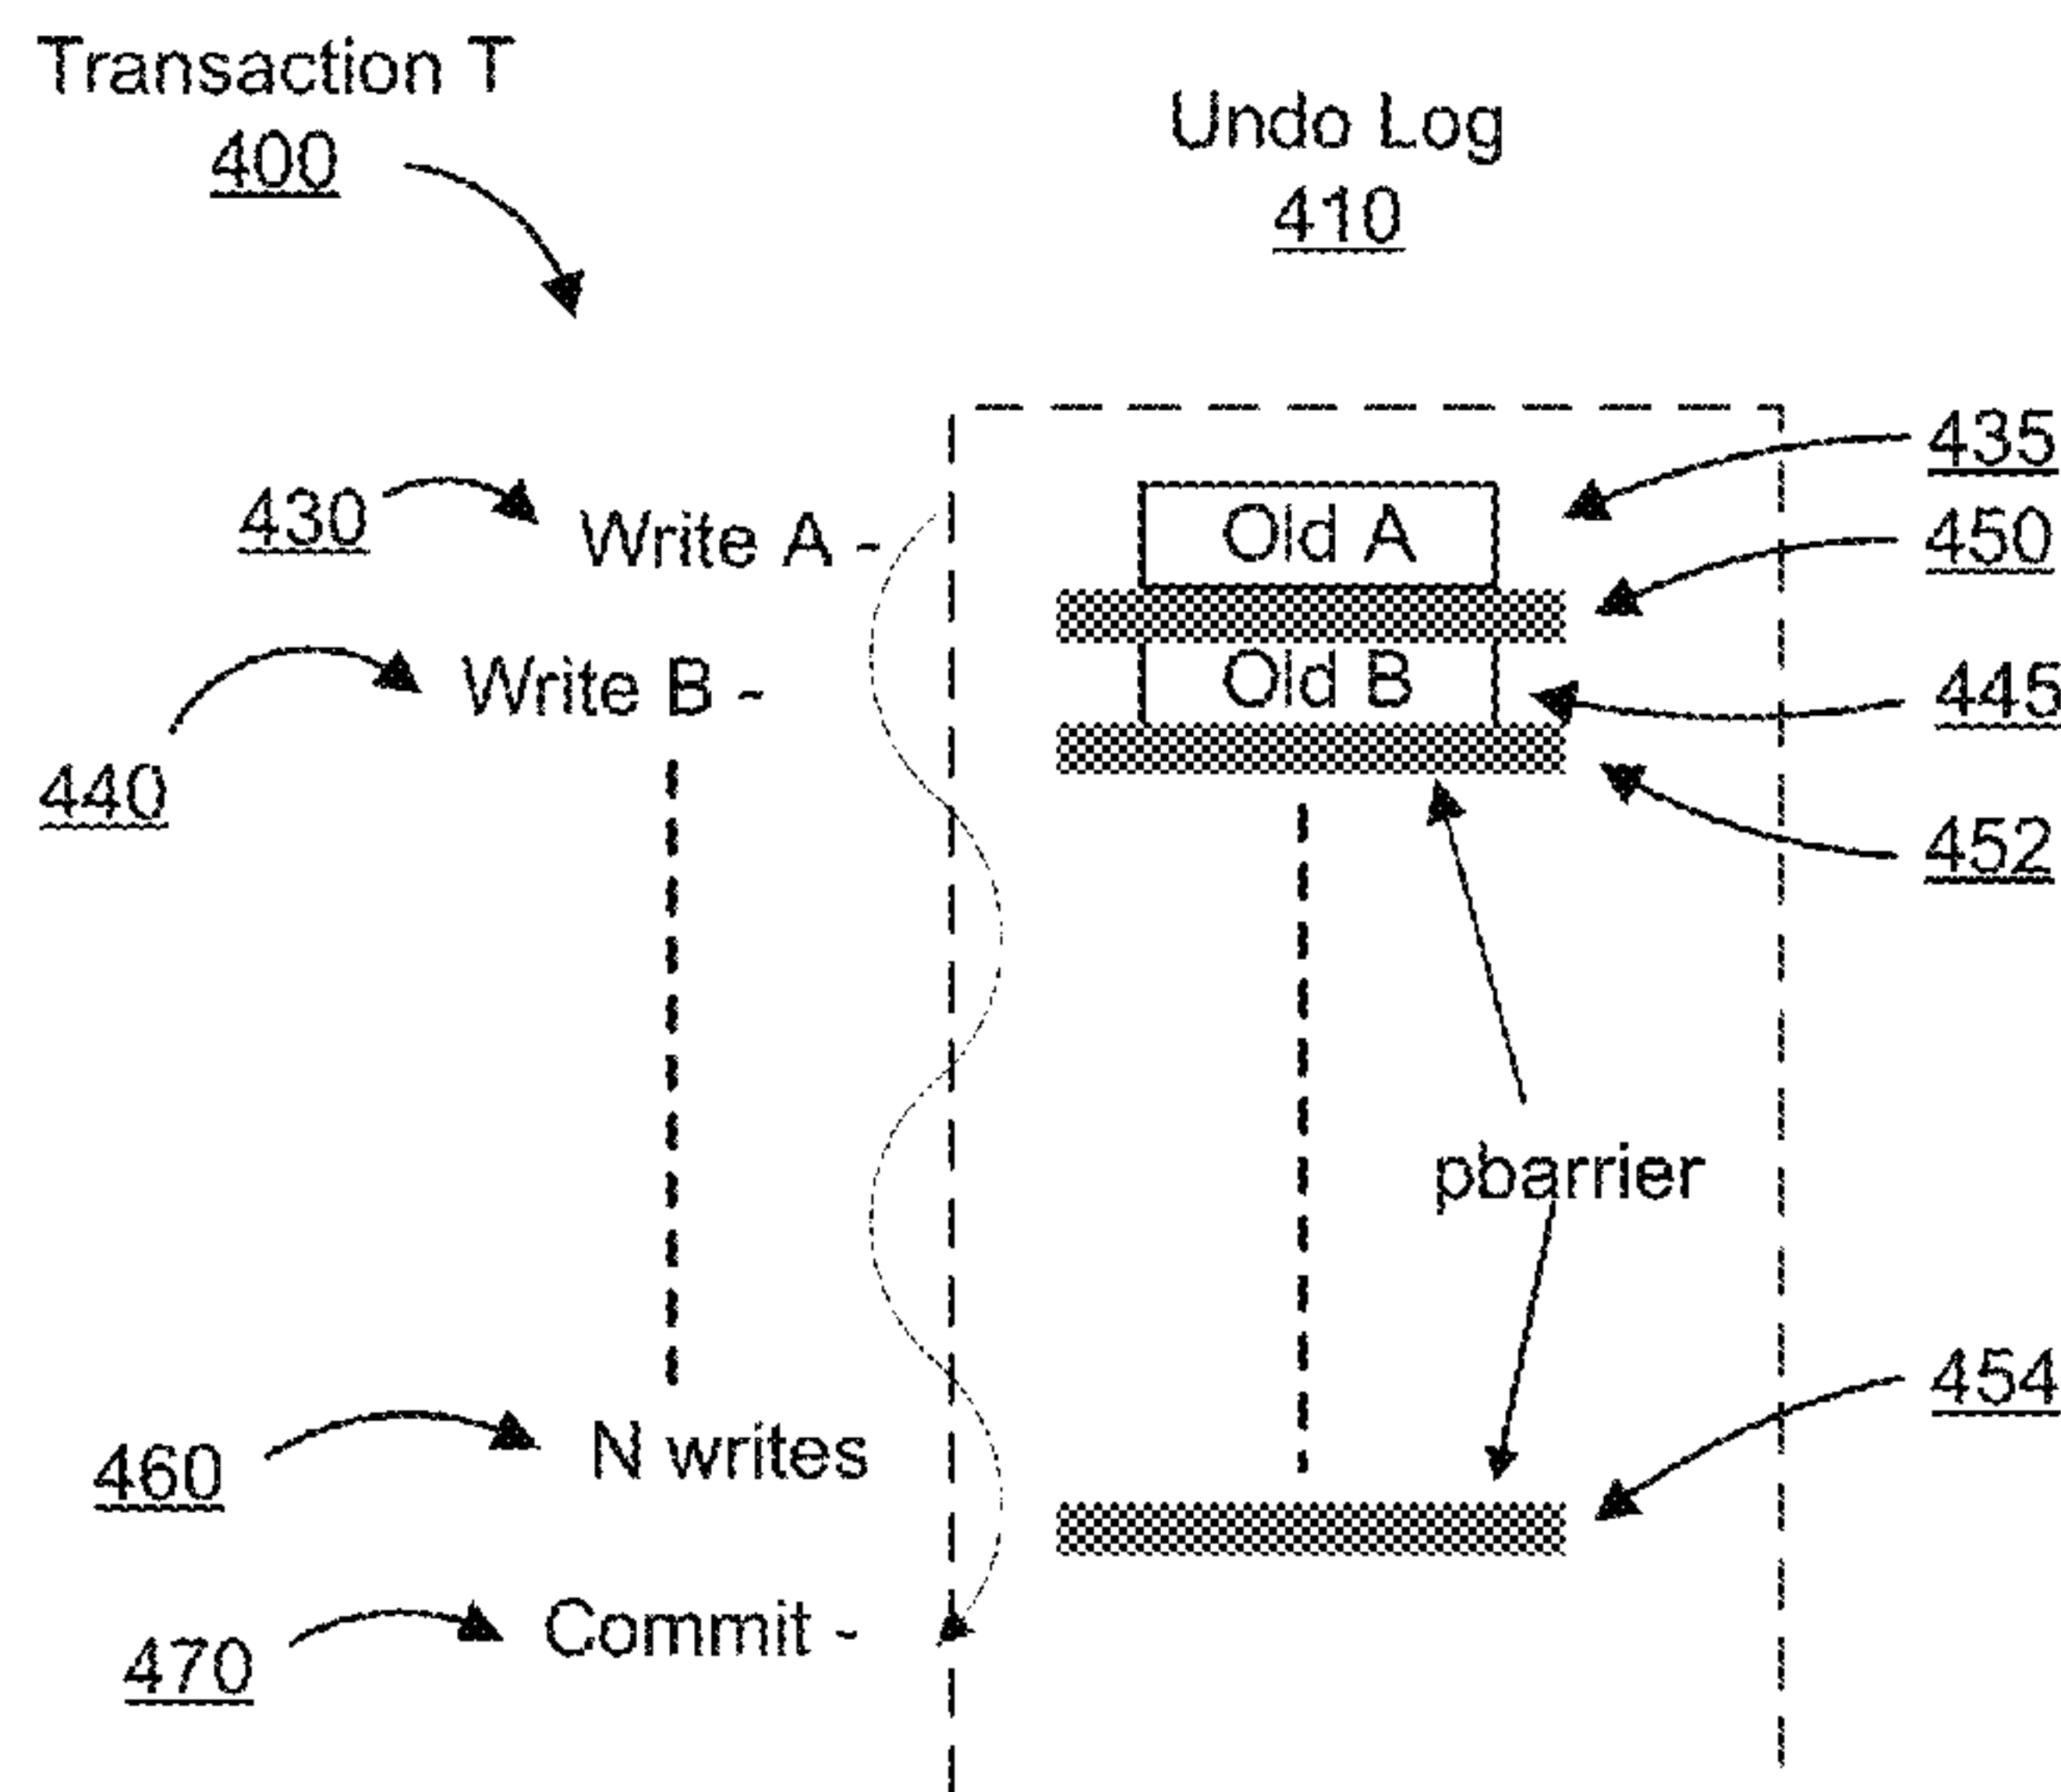 Transaction T
400
Undo Log
410
430
Write A -
Old A
435
450
440
Write B -
Old B
445
452
pbarrier
460
N writes
454
470
Commit -